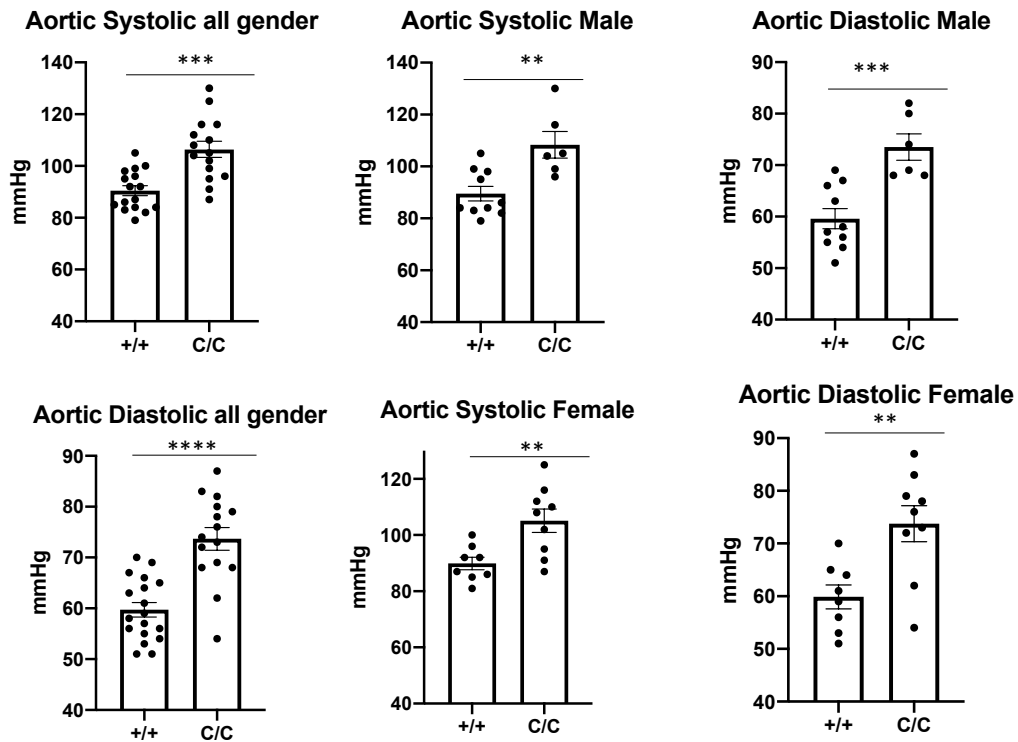 Aortic Systolic all gender
***
140
120
100
80
60
40
mmHg
+/+ C/C
Aortic Systolic Male
**
140
120
100
80
60
40
mmHg
+/+ C/C
Aortic Diastolic Male
***
90
80
70
60
50
40
mmHg
+/+ C/C
Aortic Diastolic all gender
****
90
80
70
60
50
40
mmHg
+/+ C/C
Aortic Systolic Female
**
120
100
80
60
40
mmHg
+/+ C/C
Aortic Diastolic Female
**
90
80
70
60
50
40
mmHg
+/+ C/C